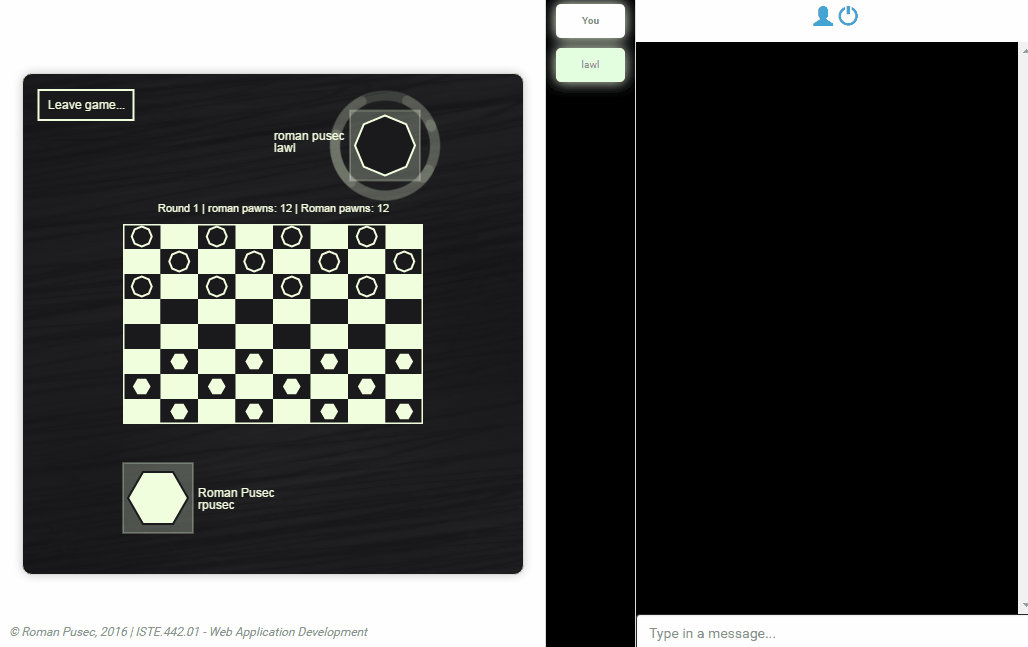 Leave game...
roman pusec
lawl
Round 1 | roman pawns: 12 | Roman pawns: 12
Roman Pusec
rpusec
© Roman Pusec, 2016 | ISTE.442.01 - Web Application Development
You
lawl
Type in a message...